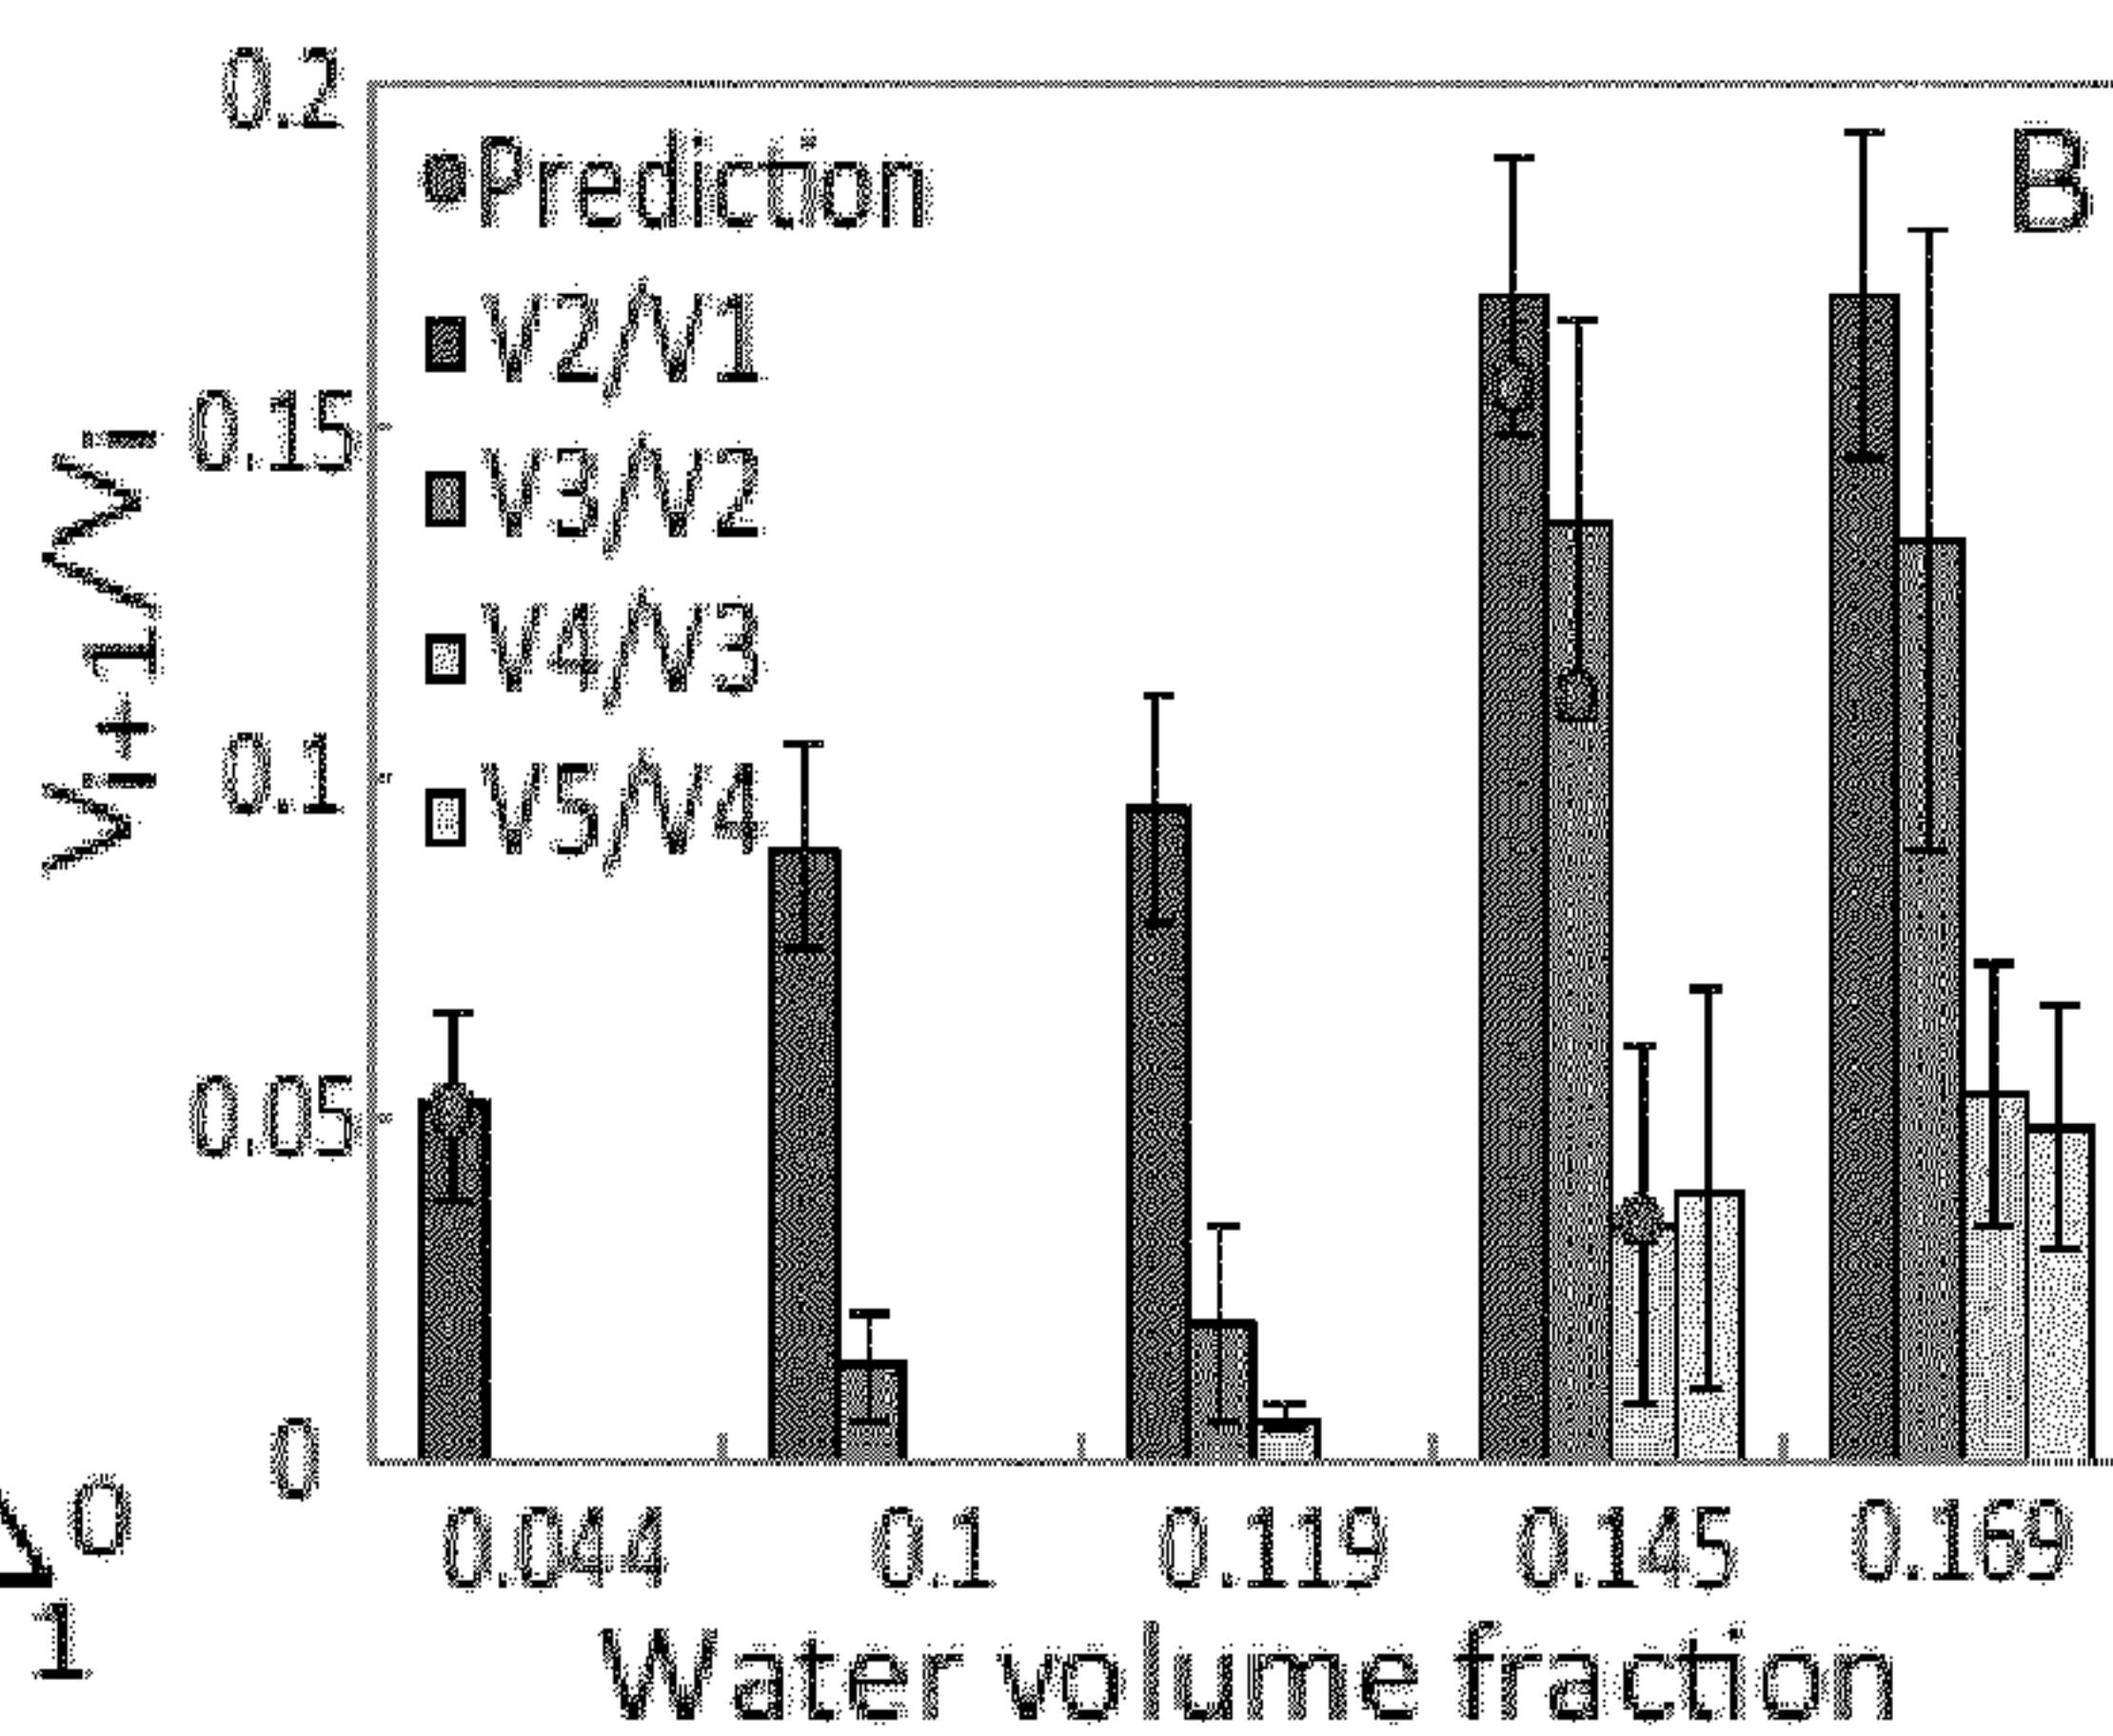 0.2
Prediction
B
V2/V1
0.15
V3/V2
V4/V3
0.1
V5/V4
Vi+1/Vi
0.05
0
0.044 0.1 0.119 0.145 0.169
Water volume fraction
0
1